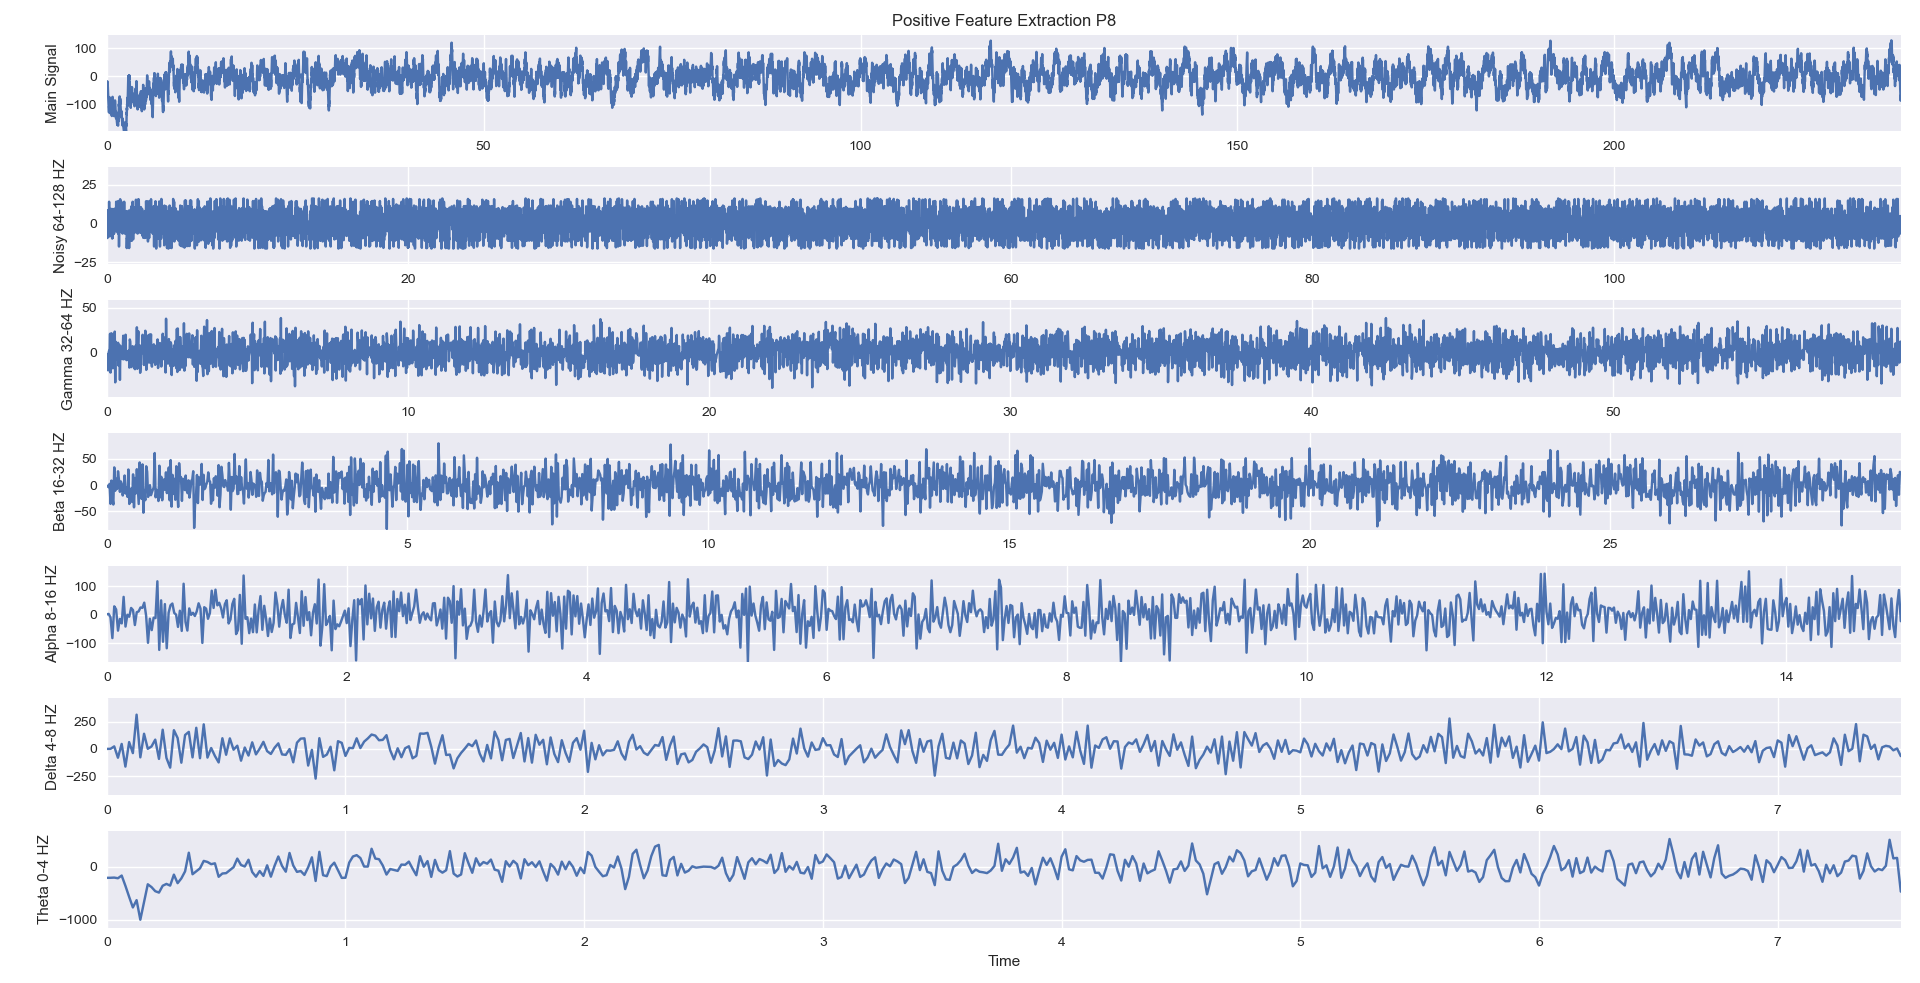 Positive Feature Extraction P8
Main Signal
100
0
−100
0 50 100 150 200
Noisy 64-128 HZ
25
0
−25
0 20 40 60 80 100
Gamma 32-64 HZ
50
0
0 10 20 30 40 50
Beta 16-32 HZ
50
0
−50
0 5 10 15 20 25
Alpha 8-16 HZ
100
0
−100
0 2 4 6 8 10 12 14
Delta 4-8 HZ
250
0
−250
0 1 2 3 4 5 6 7
Theta 0-4 HZ
0
−1000
0 1 2 3 4 5 6 7
Time